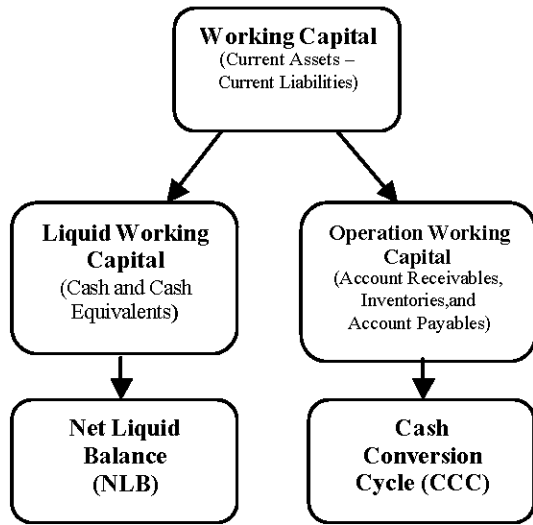 Working Capital
(Current Assets –
Current Liabilities)
Liquid Working
Capital
(Cash and Cash
Equivalents)
Operation Working
Capital
(Account Receivables,
Inventories,and
Account Payables)
Net Liquid
Balance
(NLB)
Cash
Conversion
Cycle (CCC)